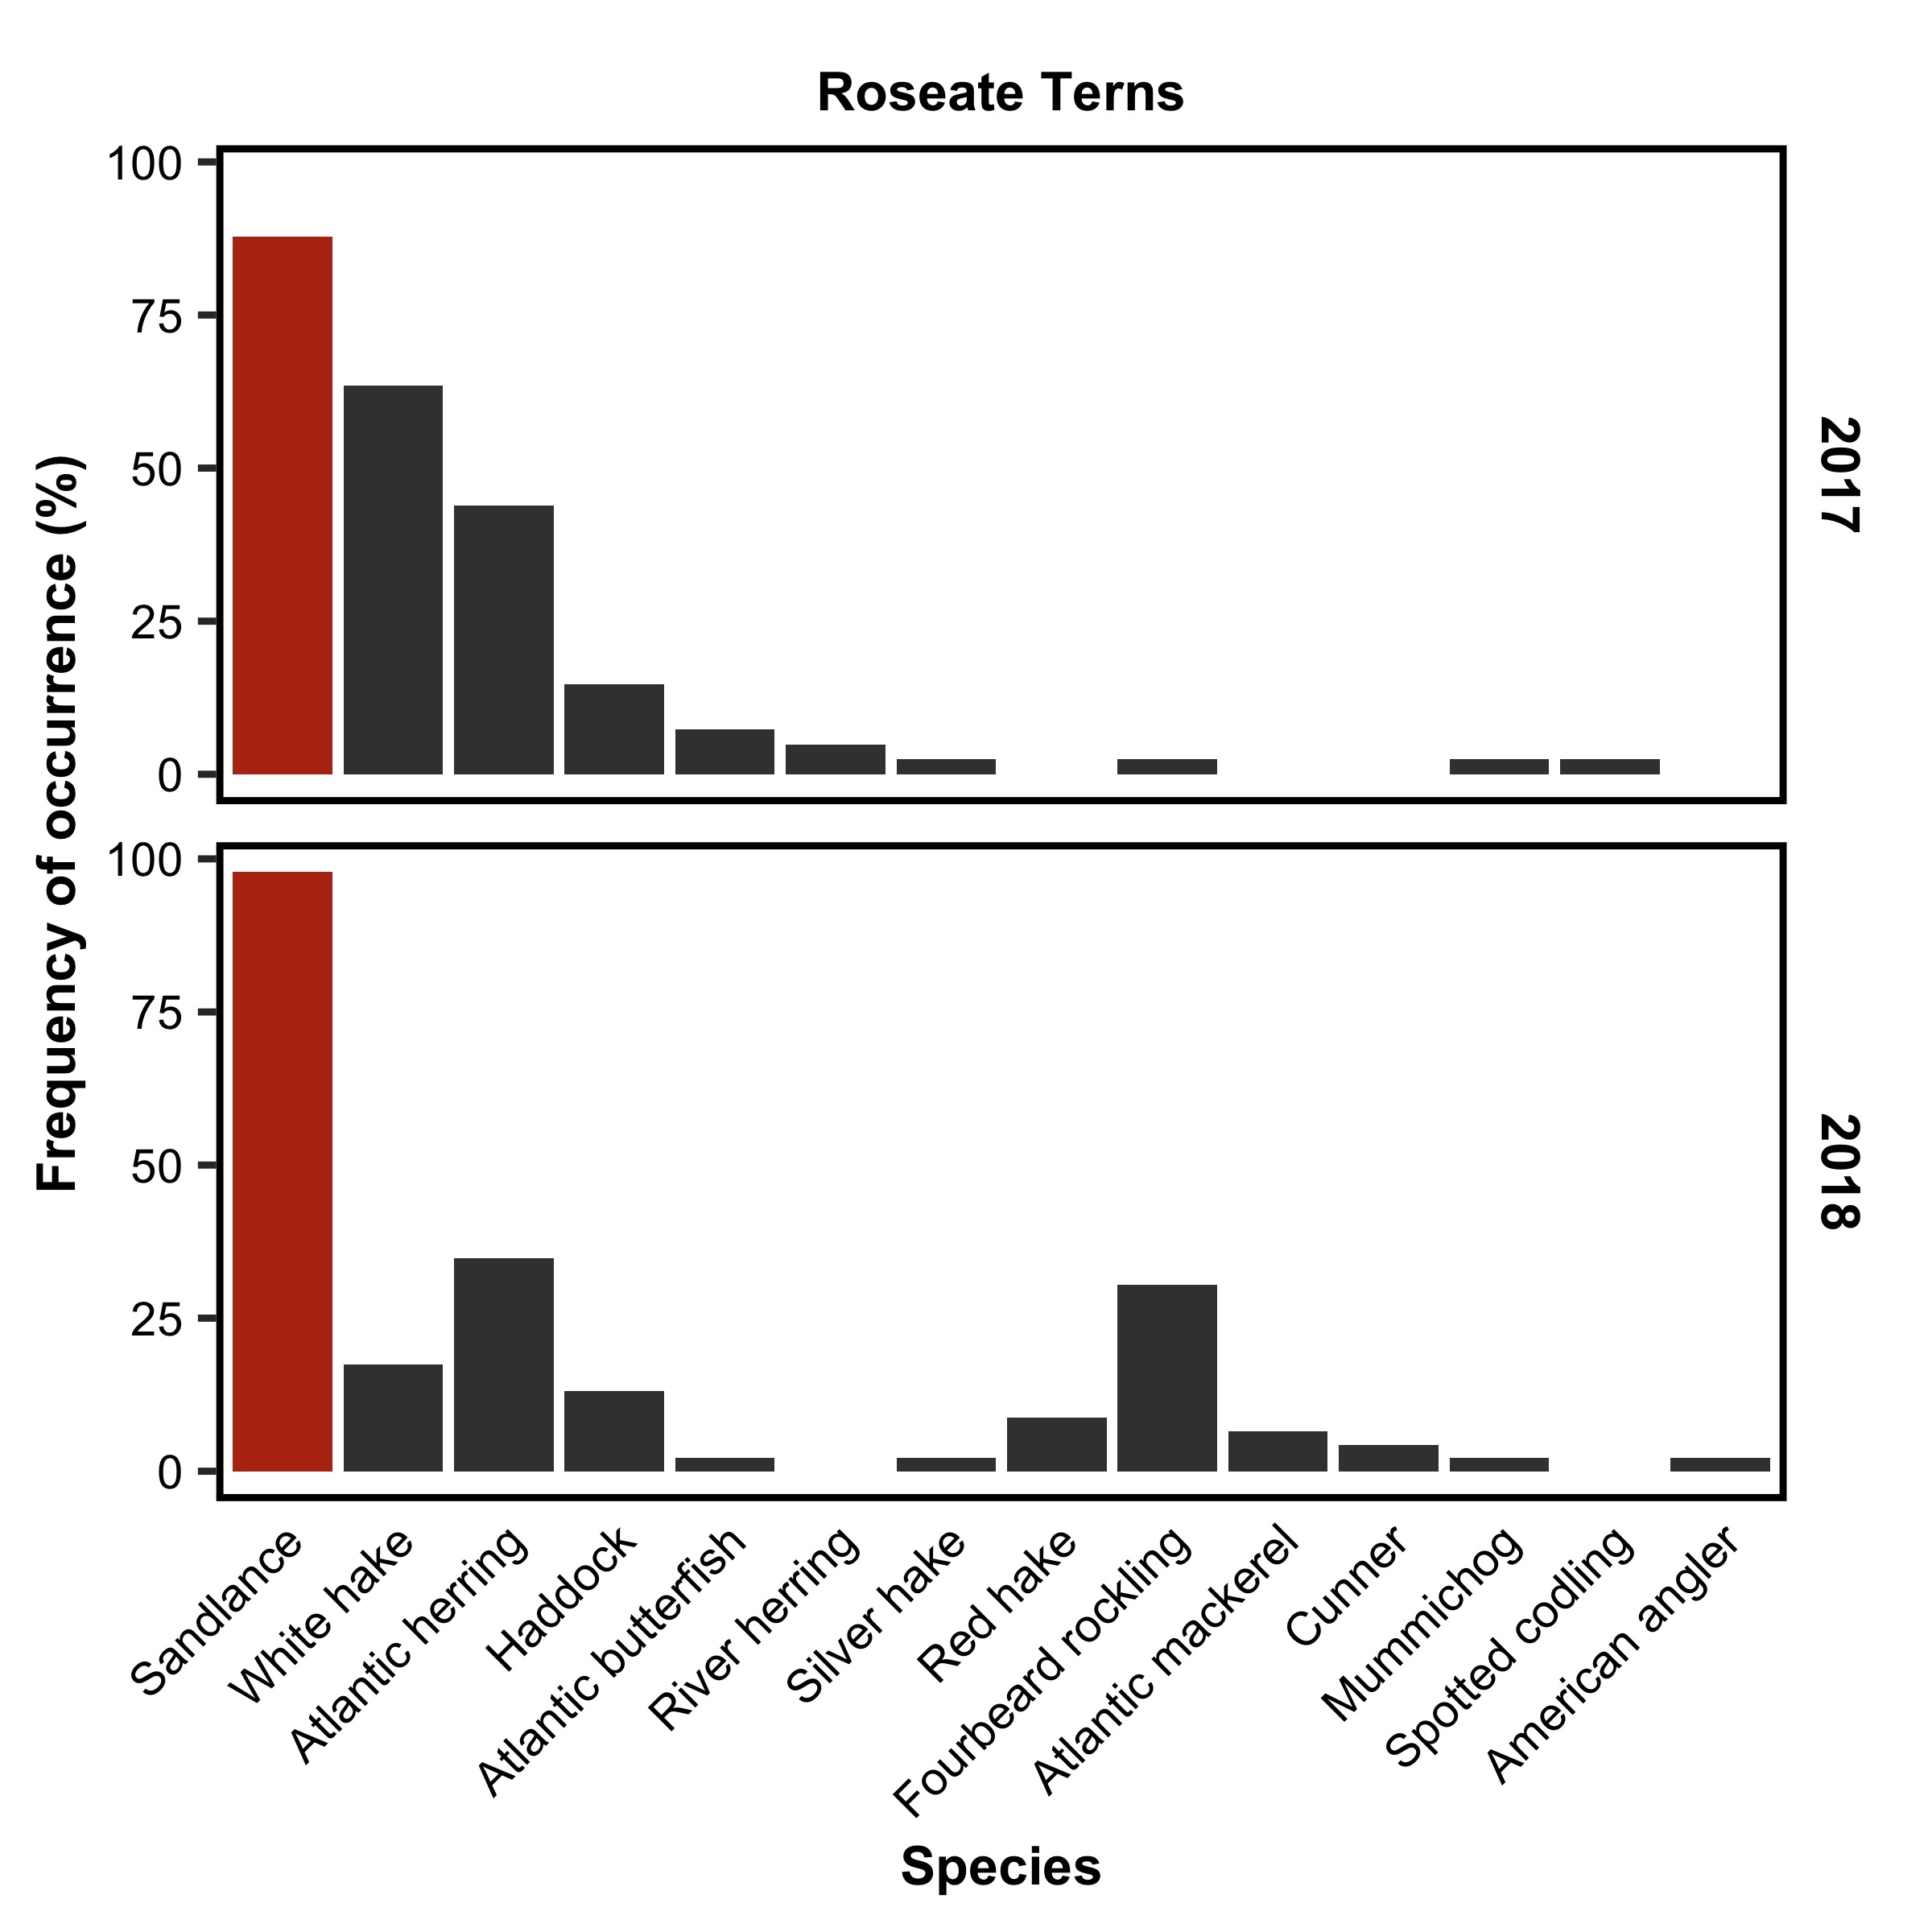 Roseate Terns
Frequency of occurrence (%)
100
75
50
25
0
2017
100
75
50
25
0
2018
Sandlance
White hake
Atlantic herring
Haddock
Atlantic butterfish
River herring
Silver hake
Red hake
Fourbeard rockling
Atlantic mackerel
Cunner
Mummichog
Spotted codling
American angler
Species